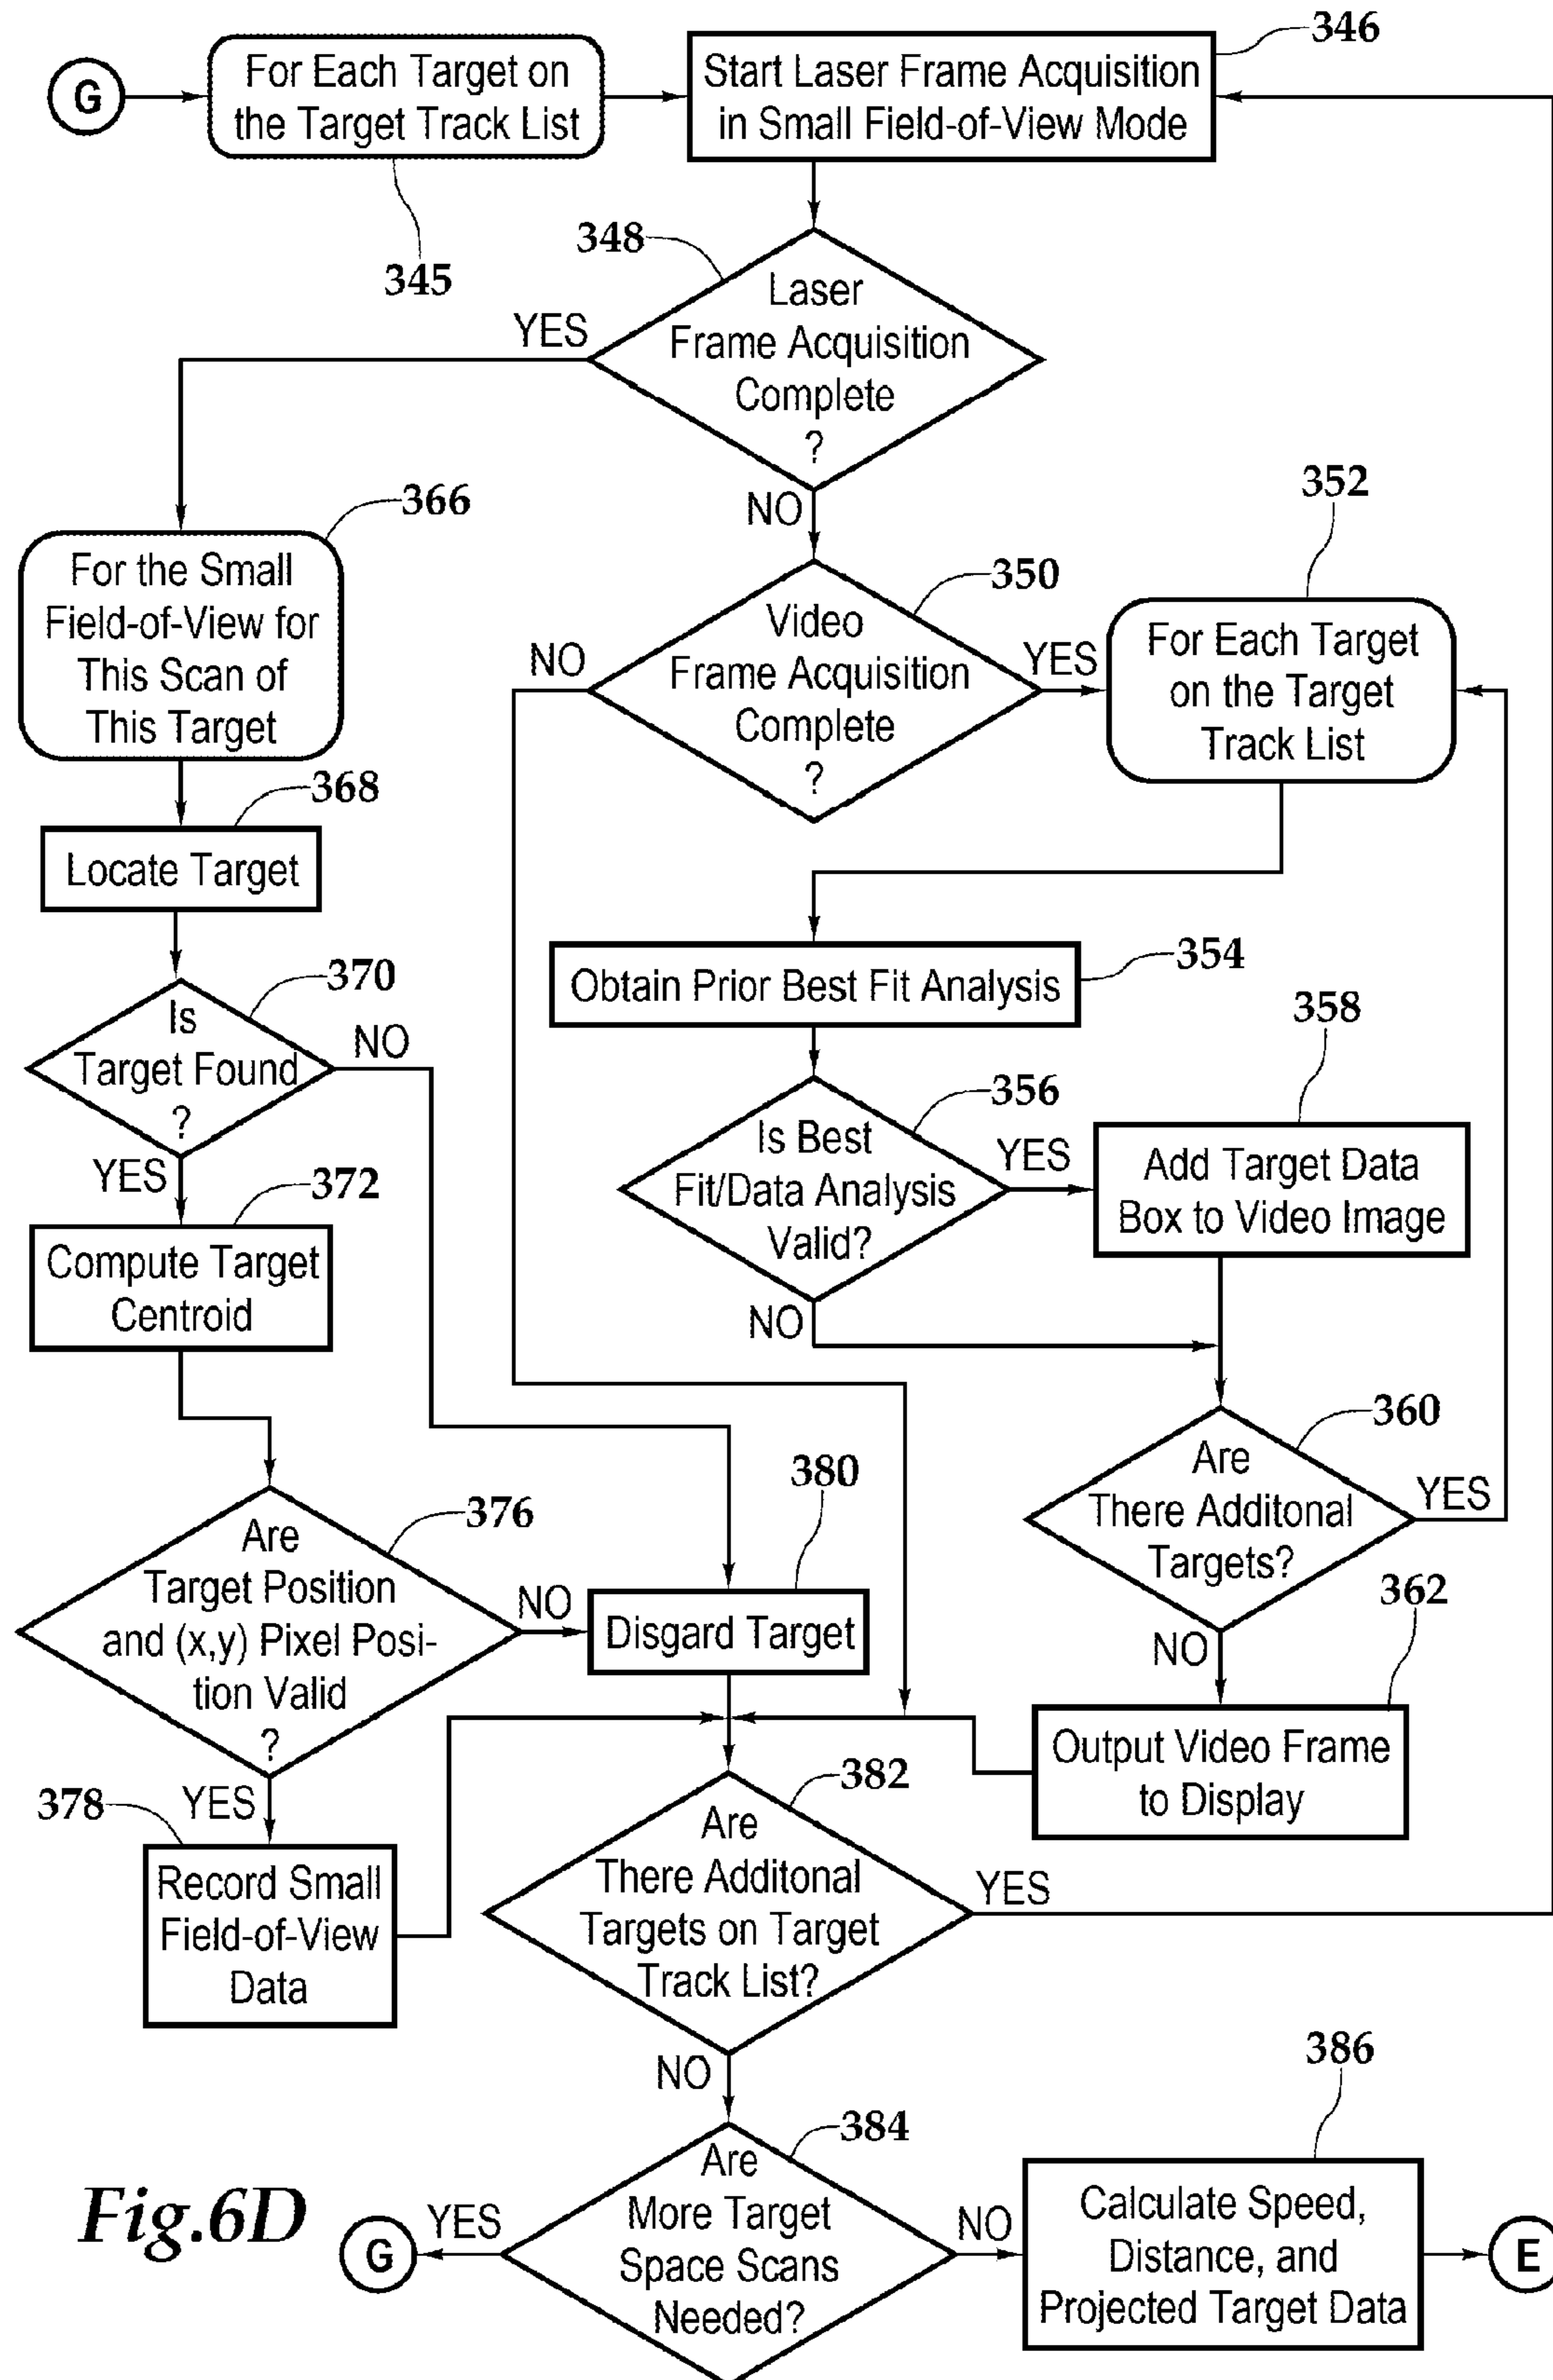 G
For Each Target on
the Target Track List
345
Start Laser Frame Acquisition
in Small Field-of-View Mode
346
348
Laser
Frame Acquisition
Complete
?
YES
NO
366
For the Small
Field-of-View for
This Scan of
This Target
350
Video
Frame Acquisition
Complete
?
NO
YES
352
For Each Target
on the Target
Track List
368
Locate Target
354
Obtain Prior Best Fit Analysis
370
Is
Target Found
?
NO
YES
356
Is Best
Fit/Data Analysis
Valid?
YES
NO
358
Add Target Data
Box to Video Image
372
Compute Target
Centroid
360
Are
There Additonal
Targets?
YES
NO
376
Are
Target Position
and (x,y) Pixel Posi-
tion Valid
?
NO
YES
380
Disgard Target
362
Output Video Frame
to Display
378
Record Small
Field-of-View
Data
382
Are
There Additonal
Targets on Target
Track List?
YES
NO
384
Are
More Target
Space Scans
Needed?
YES
G
NO
386
Calculate Speed,
Distance, and
Projected Target Data
E
Fig.6D